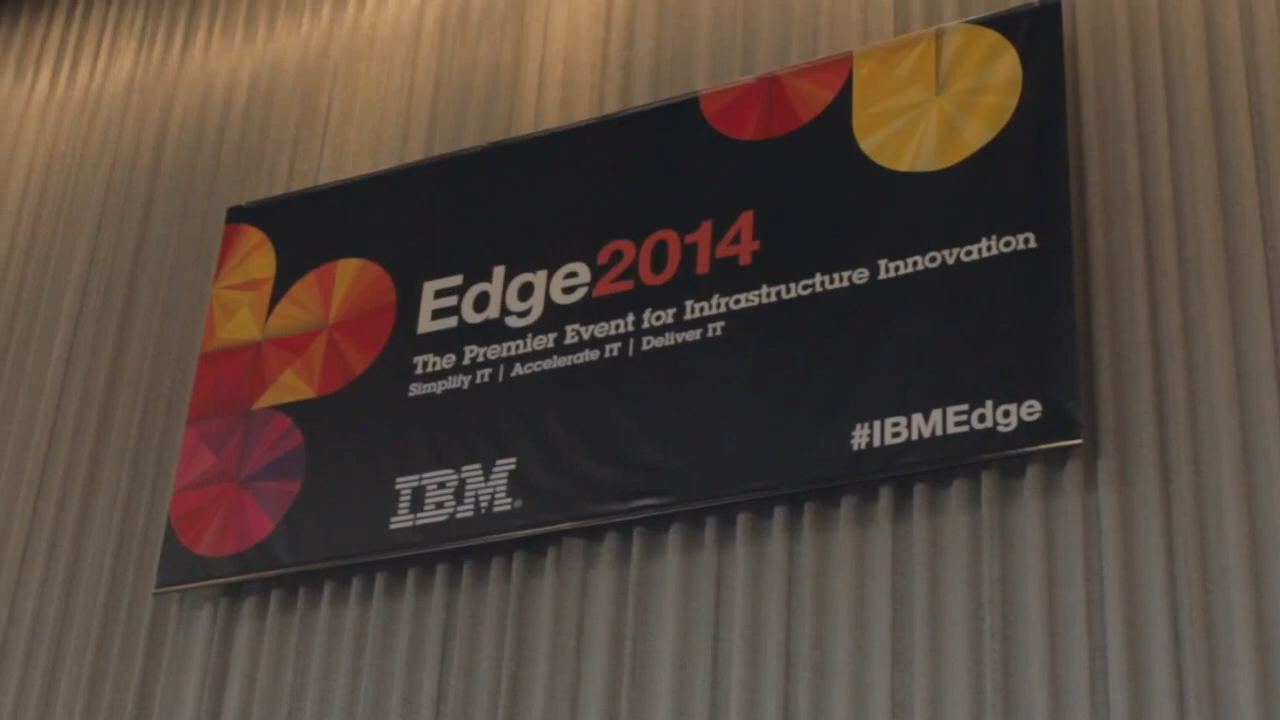 Edge2014
The Premier Event for Infrastructure Innovation
Simplify IT | Accelerate IT | Deliver IT
#IBMEdge
IBM®